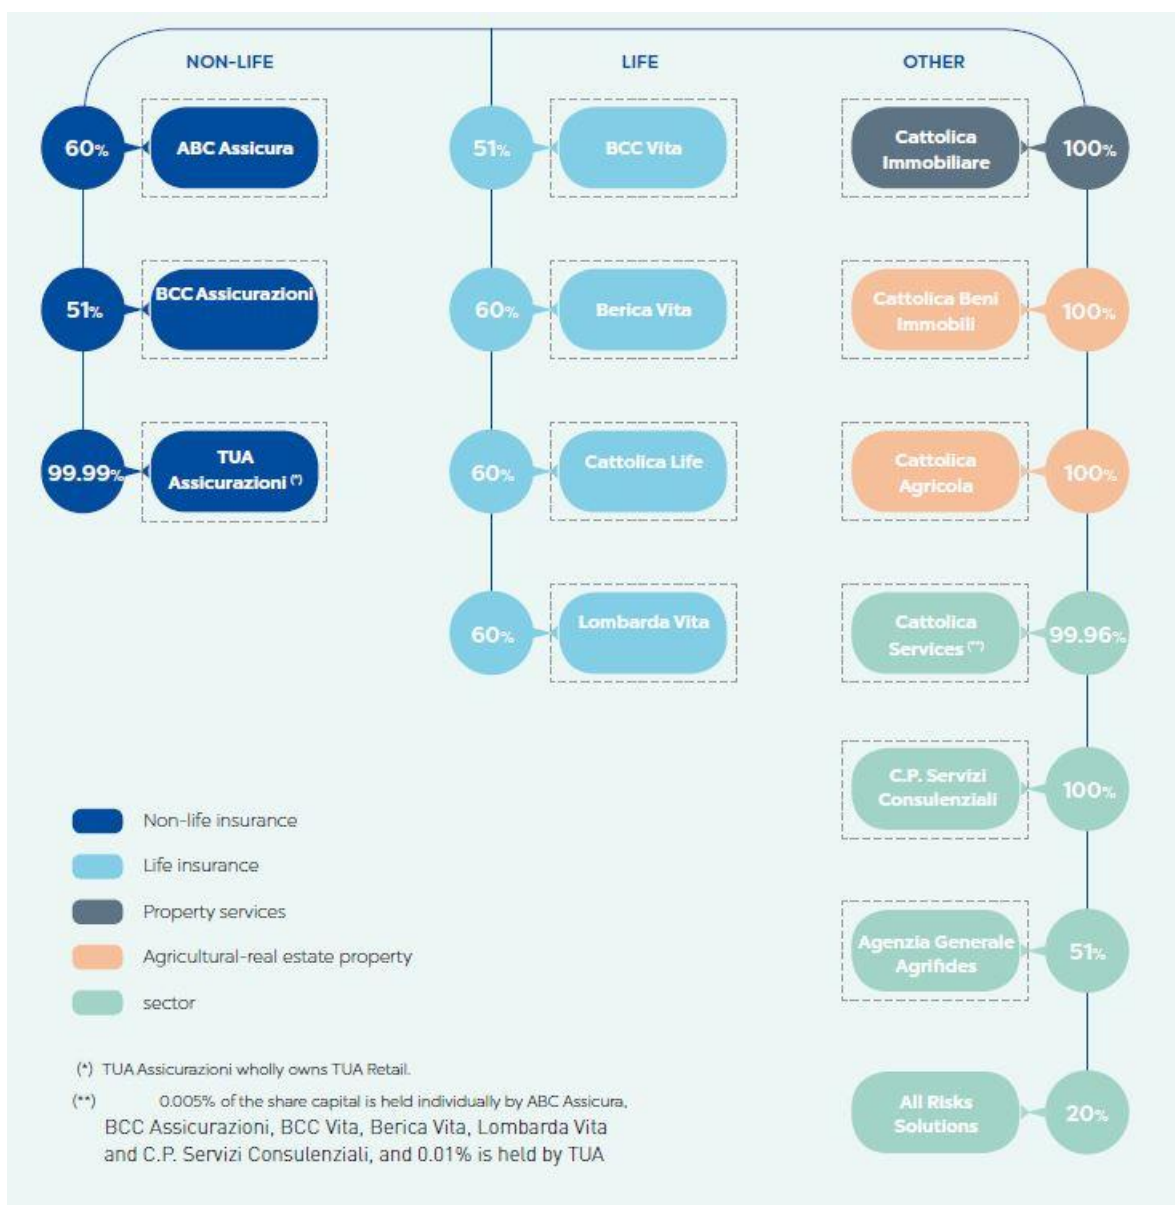 NON-LIFE
LIFE
OTHER
60%
ABC Assicura
51%
BCC Vita
Cattolica
Immobiliare
100%
51%
BCC Assicurazioni
60%
Berica Vita
Cattolica Beni
Immobili
100%
99.99%
TUA
Assicurazioni (*)
60%
Cattolica Life
Cattolica
Agricola
100%
60%
Lombarda Vita
Cattolica
Services (**)
99.96%
C.P. Servizi
Consulenziali
100%
Agenzia Generale
Agrifides
51%
All Risks
Solutions
20%
Non-life insurance
Life insurance
Property services
Agricultural-real estate property
sector
(*) TUA Assicurazioni wholly owns TUA Retail.
(**) 0.005% of the share capital is held individually by ABC Assicura,
BCC Assicurazioni, BCC Vita, Berica Vita, Lombarda Vita
and C.P. Servizi Consulenziali, and 0.01% is held by TUA